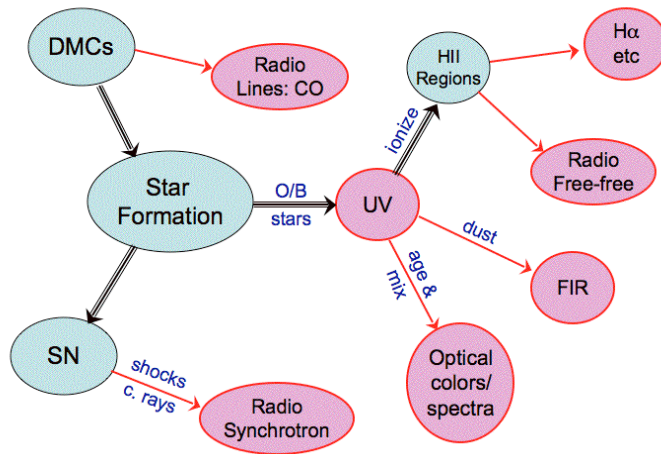 DMCs
Radio
Lines: CO
HII
Regions
Hα
etc
ionize
Radio
Free-free
Star
Formation
O/B
stars
UV
dust
FIR
age &
mix
SN
shocks
c. rays
Radio
Synchrotron
Optical
colors/
spectra